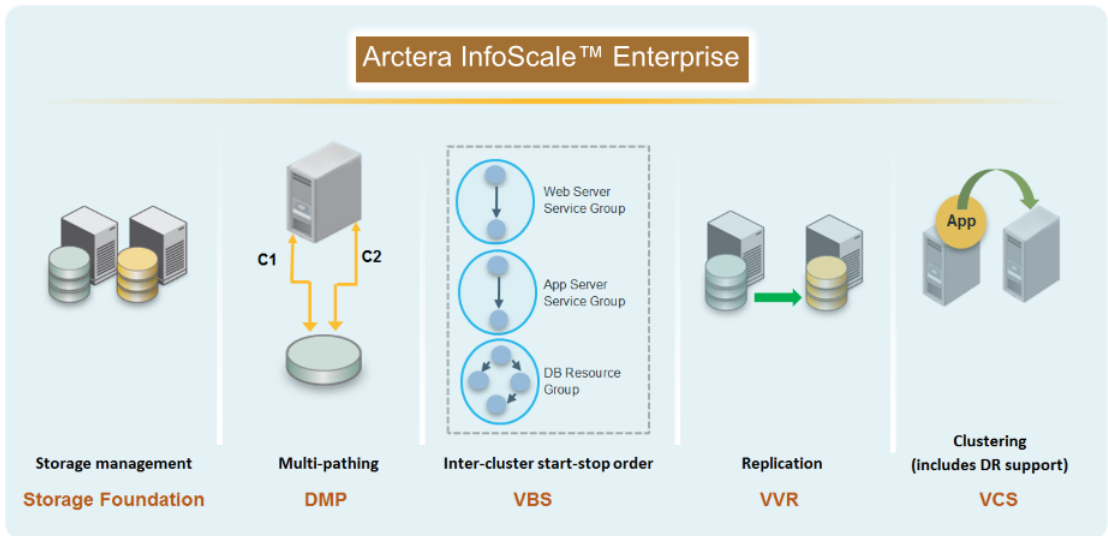 Arctera InfoScale™ Enterprise
C1
C2
Web Server
Service Group
App Server
Service Group
DB Resource
Group
App
Storage management
Storage Foundation
Multi-pathing
DMP
Inter-cluster start-stop order
VBS
Replication
VVR
Clustering
(includes DR support)
VCS